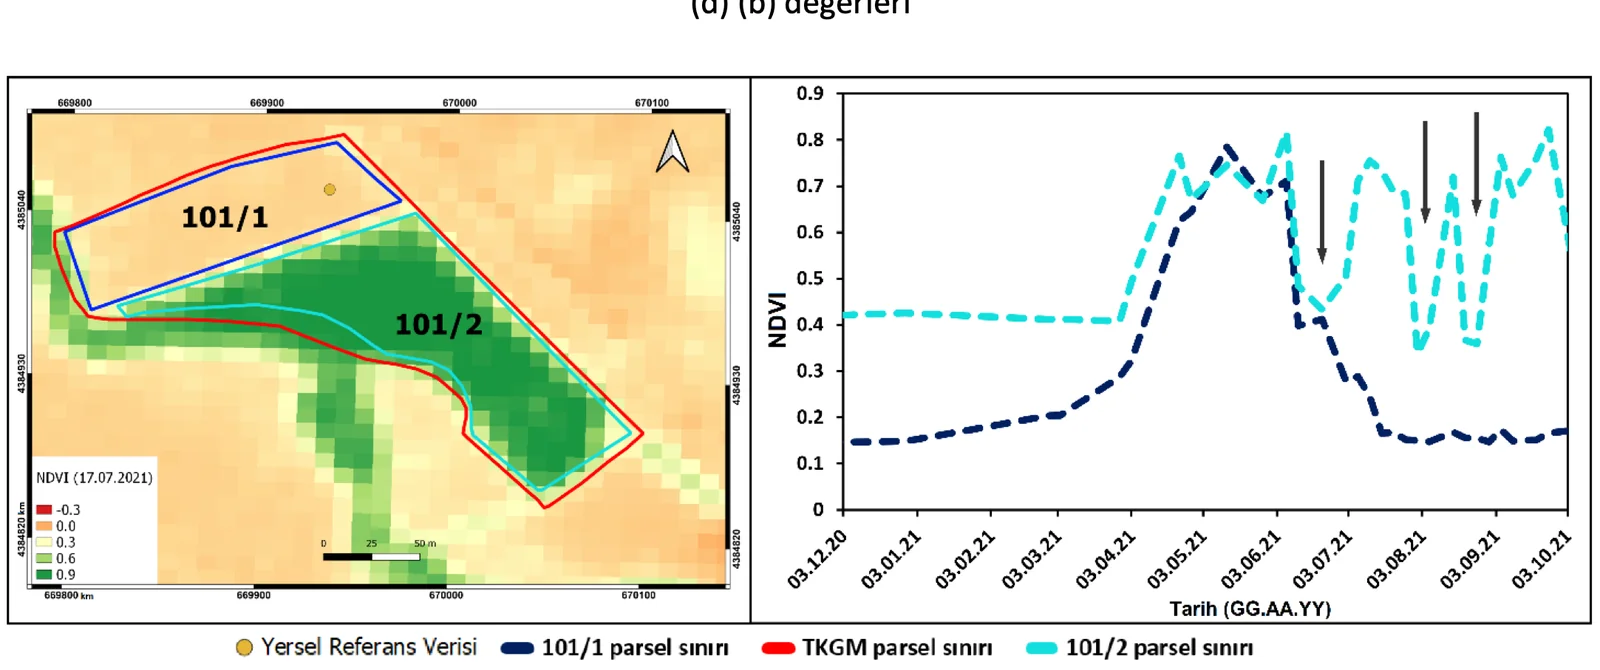 (d) (b) değerleri
669800 669900 670000 670100
4385040 4385040
101/1
101/2
4384930 4384930
NDVI (17.07.2021)
-0.3
0.0
0.3
0.6
0.9
0 25 50 m
4384820 km 4384820
669800 km 669900 670000 670100
NDVI
0.9
0.8
0.7
0.6
0.5
0.4
0.3
0.2
0.1
0
03.12.20 03.01.21 03.02.21 03.03.21 03.04.21 03.05.21 03.06.21 03.07.21 03.08.21 03.09.21 03.10.21
Tarih (GG.AA.YY)
Yersel Referans Verisi 101/1 parsel sınırı TKGM parsel sınırı 101/2 parsel sınırı